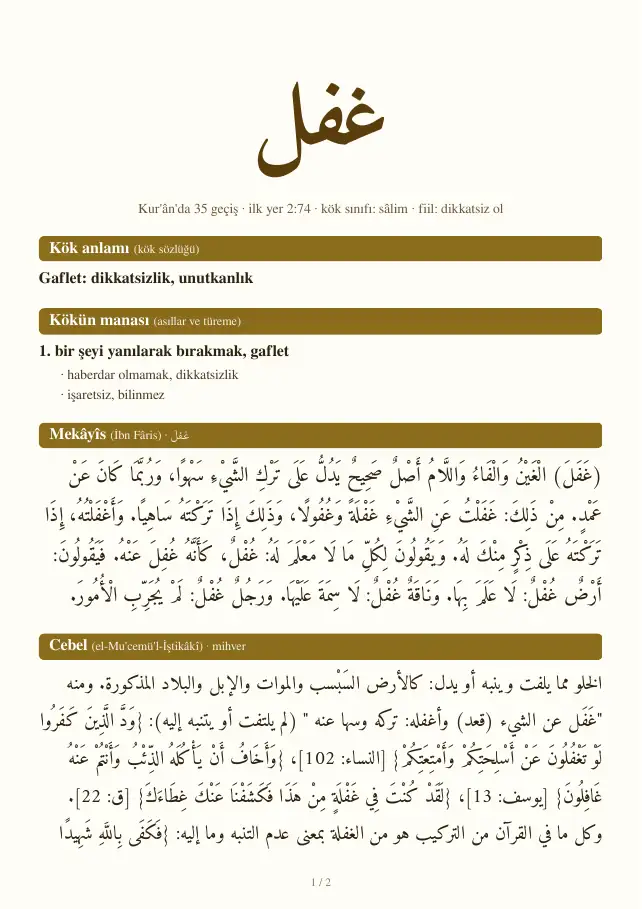 غفل
Kur'ân'da 35 geçiş · ilk yer 2:74 · kök sınıfı: sâlim · fiil: dikkatsiz ol
Kök anlamı (kök sözlüğü)
Gaflet: dikkatsizlik, unutkanlık
Kökün manası (asıllar ve türeme)
1. bir şeyi yanılarak bırakmak, gaflet
· haberdar olmamak, dikkatsizlik
· işaretsiz, bilinmez
Mekâyîs (İbn Fâris) · غَفَلَ
(غَفَلَ) الْغَيْنُ وَالْفَاءُ وَاللَّامُ أَصْلٌ صَحِيحٌ يَدُلُّ عَلَى تَرْكِ الشَّيْءِ سَهْوًا، وَرُبَّمَا كَانَ عَنْ
عَمْدٍ. مِنْ ذَلِكَ: غَفَلْتُ عَنِ الشَّيْءِ غَفْلَةً وَغُفُولًا، وَذَلِكَ إِذَا تَرَكْتَهُ سَاهِيًا. وَأَغْفَلْتُهُ، إِذَا
تَرَكْتَهُ عَلَى ذِكْرٍ مِنْكَ لَهُ. وَيَقُولُونَ لِكُلِّ مَا لَا مَعْلَمَ لَهُ: غُفْلٌ، كَأَنَّهُ غُفِلَ عَنْهُ. فَيَقُولُونَ:
أَرْضٌ غُفْلٌ: لَا عَلَمَ بِهَا. وَنَاقَةٌ غُفْلٌ: لَا سِمَةَ عَلَيْهَا. وَرَجُلٌ غُفْلٌ: لَمْ يُجَرِّبِ الْأُمُورَ.
Cebel (el-Mu'cemü'l-İştikâkî) · mihver
الخلو مما يلفت وينبه أو يدل: كالأرض السَبْسب والموات والإبل والبلاد المذكورة. ومنه
"غَفَل عن الشيء (قعد) وأغفله: تركه وسها عنه " (لم يلتفت أو يتنبه إليه): {وَدَّ الَّذِينَ كَفَرُوا
لَوْ تَغْفُلُونَ عَنْ أَسْلِحَتِكُمْ وَأَمْتِعَتِكُمْ} [النساء: 102]، {وَأَخَافُ أَنْ يَأْكُلَهُ الذِّئْبُ وَأَنْتُمْ عَنْهُ
غَافِلُونَ} [يوسف: 13]، {لَقَدْ كُنْتَ فِي غَفْلَةٍ مِنْ هَذَا فَكَشَفْنَا عَنْكَ غِطَاءَكَ} [ق: 22].
وكل ما في القرآن من التركيب هو من الغفلة بمعنى عدم التنبه وما إليه: {فَكَفَى بِاللَّهِ شَهِيدًا
1 / 2